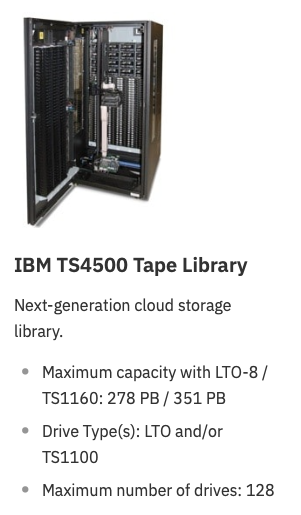 IBM TS4500 Tape Library
Next-generation cloud storage
library.
Maximum capacity with LTO-8 /
TS1160: 278 PB / 351 PB
Drive Type(s): LTO and/or
TS1100
Maximum number of drives: 128